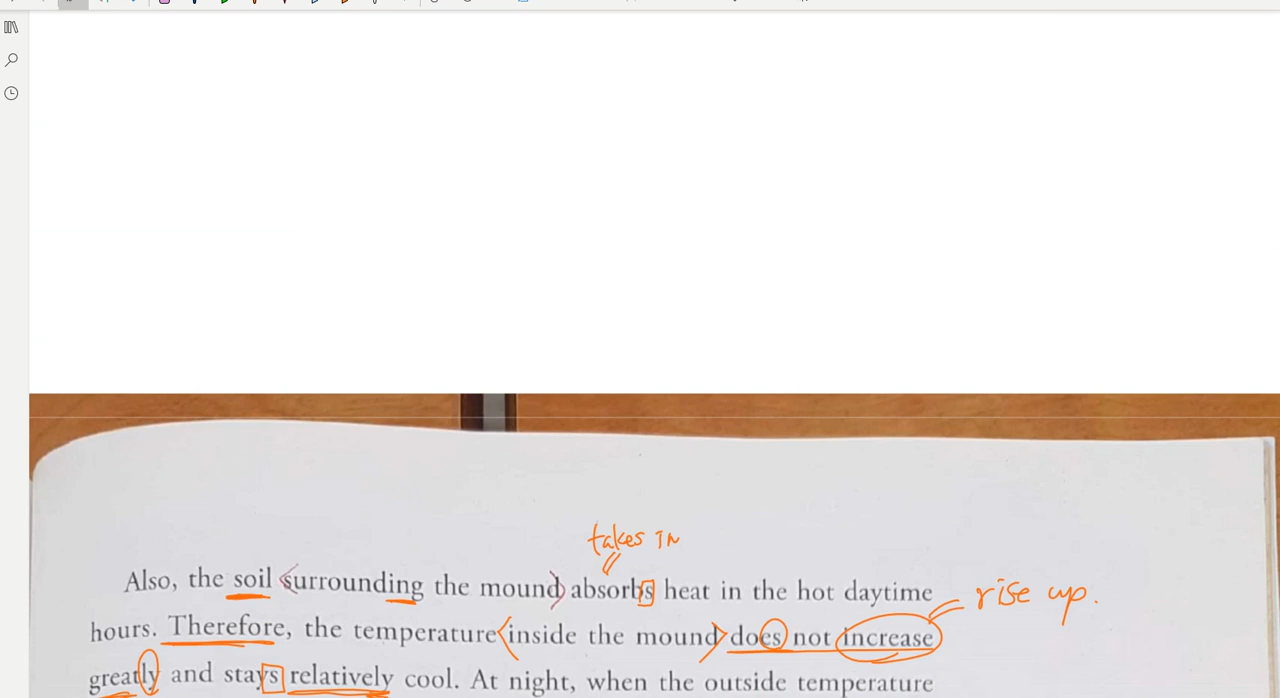 takes in
Also, the soil surrounding the mound absorbs heat in the hot daytime
rise up.
hours. Therefore, the temperature inside the mound does not increase
greatly and stays relatively cool. At night, when the outside temperature